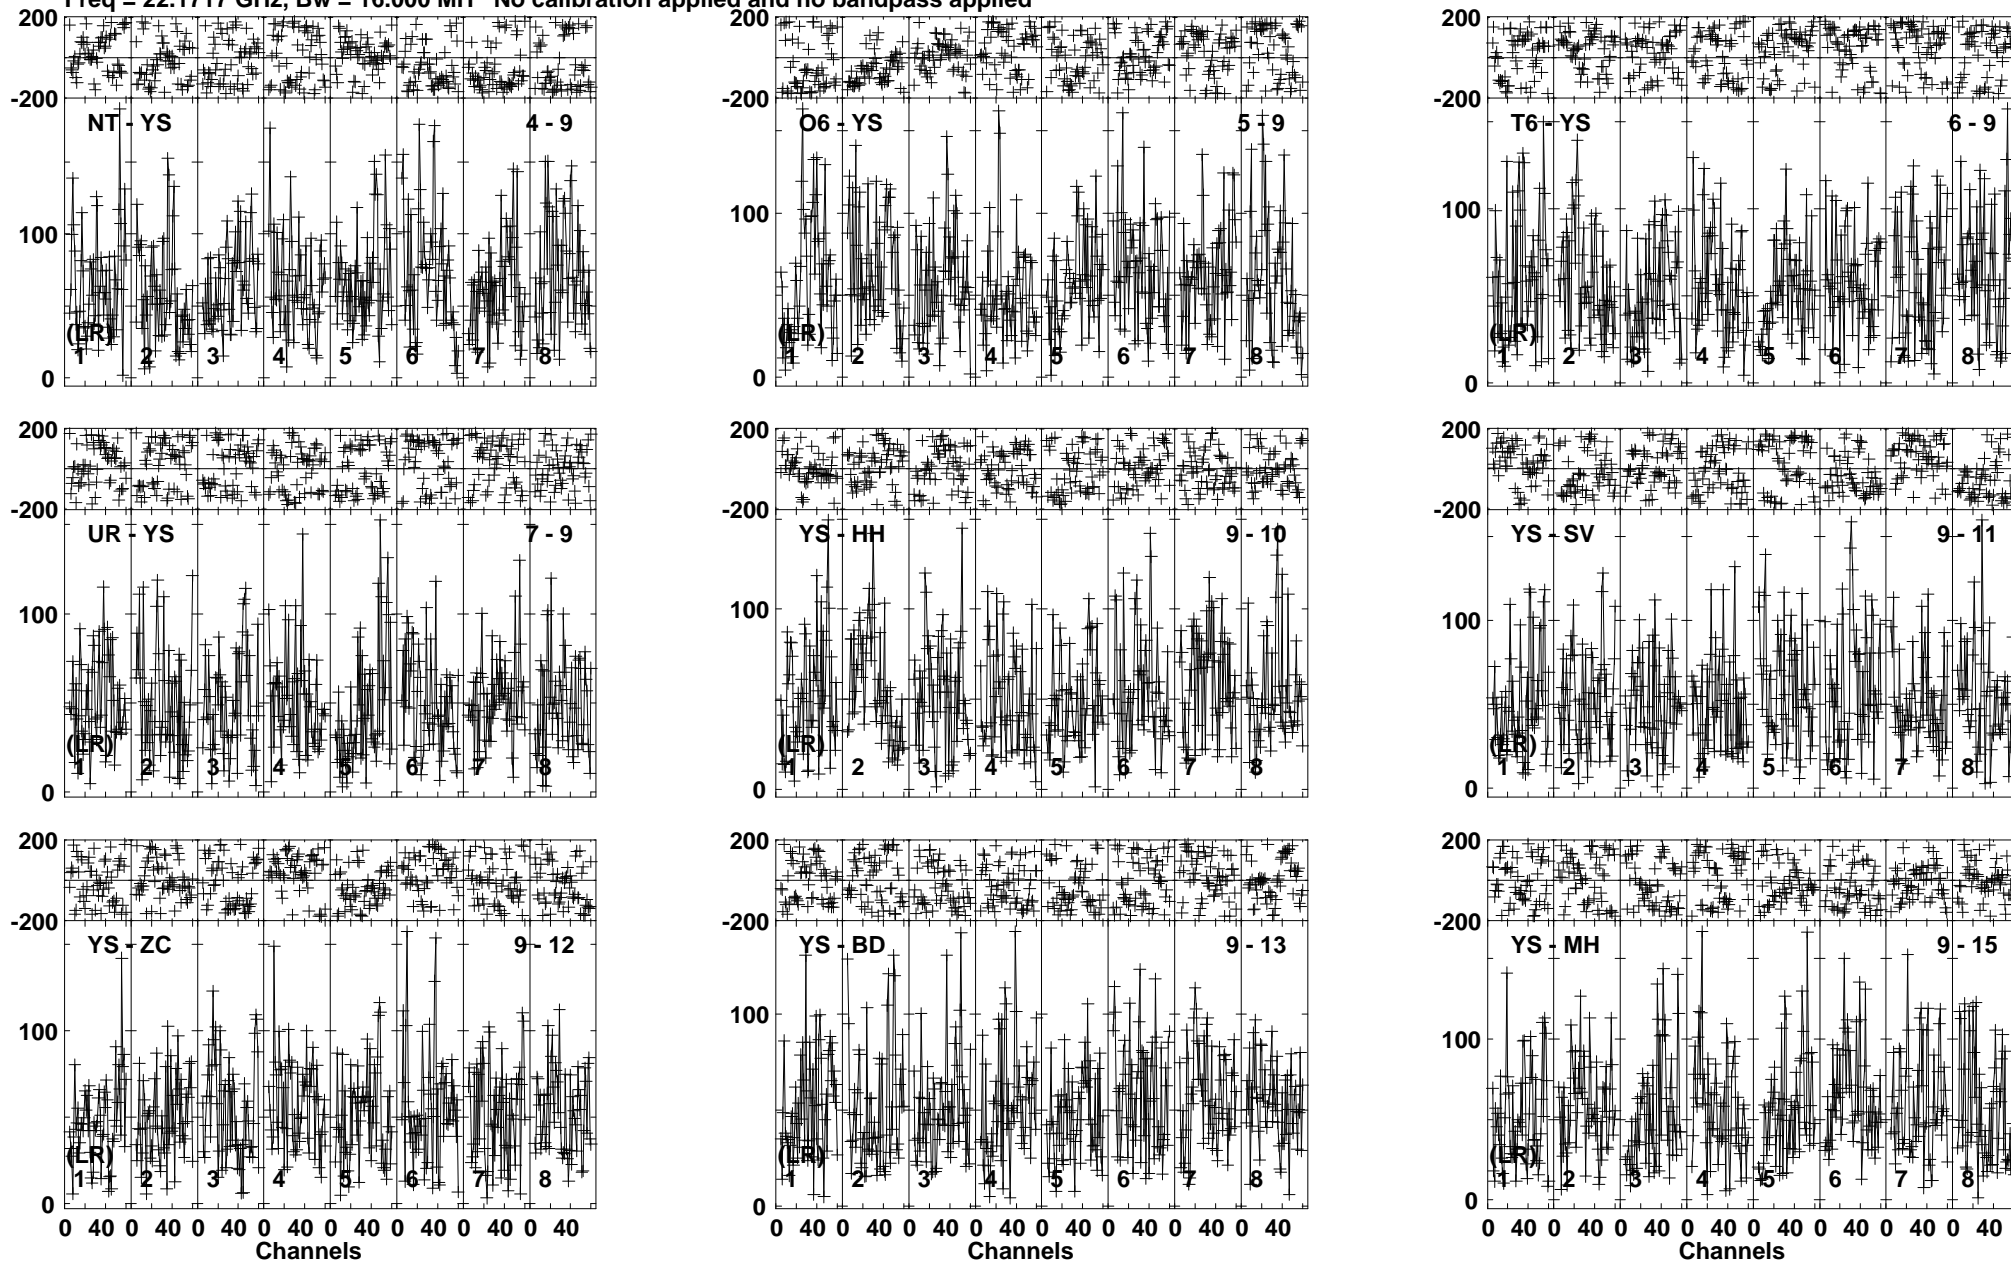 Freq = 22.1717 GHz, Bw = 16.000 MH No calibration applied and no bandpass applied
200 200 200
-200 -200 -200
NT - YS 4 - 9 O6 - YS 5 - 9 T6 - YS 6 - 9
100 100 100
(LR) (LR) (LR)
1 2 3 4 5 6 7 8 1 2 3 4 5 6 7 8 1 2 3 4 5 6 7 8
0 0 0
200 200 200
-200 -200 -200
UR - YS 7 - 9 YS - HH 9 - 10 YS - SV 9 - 11
100 100 100
(LR) (LR) (LR)
1 2 3 4 5 6 7 8 1 2 3 4 5 6 7 8 1 2 3 4 5 6 7 8
0 0 0
200 200 200
-200 -200 -200
YS - ZC 9 - 12 YS - BD 9 - 13 YS - MH 9 - 15
100 100 100
(LR) (LR) (LR)
1 2 3 4 5 6 7 8 1 2 3 4 5 6 7 8 1 2 3 4 5 6 7 8
0 0 0
0 40 0 40 0 40 0 40 0 40 0 40 0 40 0 40 0 40 0 40 0 40 0 40 0 40 0 40 0 40 0 40 0 40 0 40 0 40 0 40 0 40 0 40 0 40 0 40
Channels Channels Channels